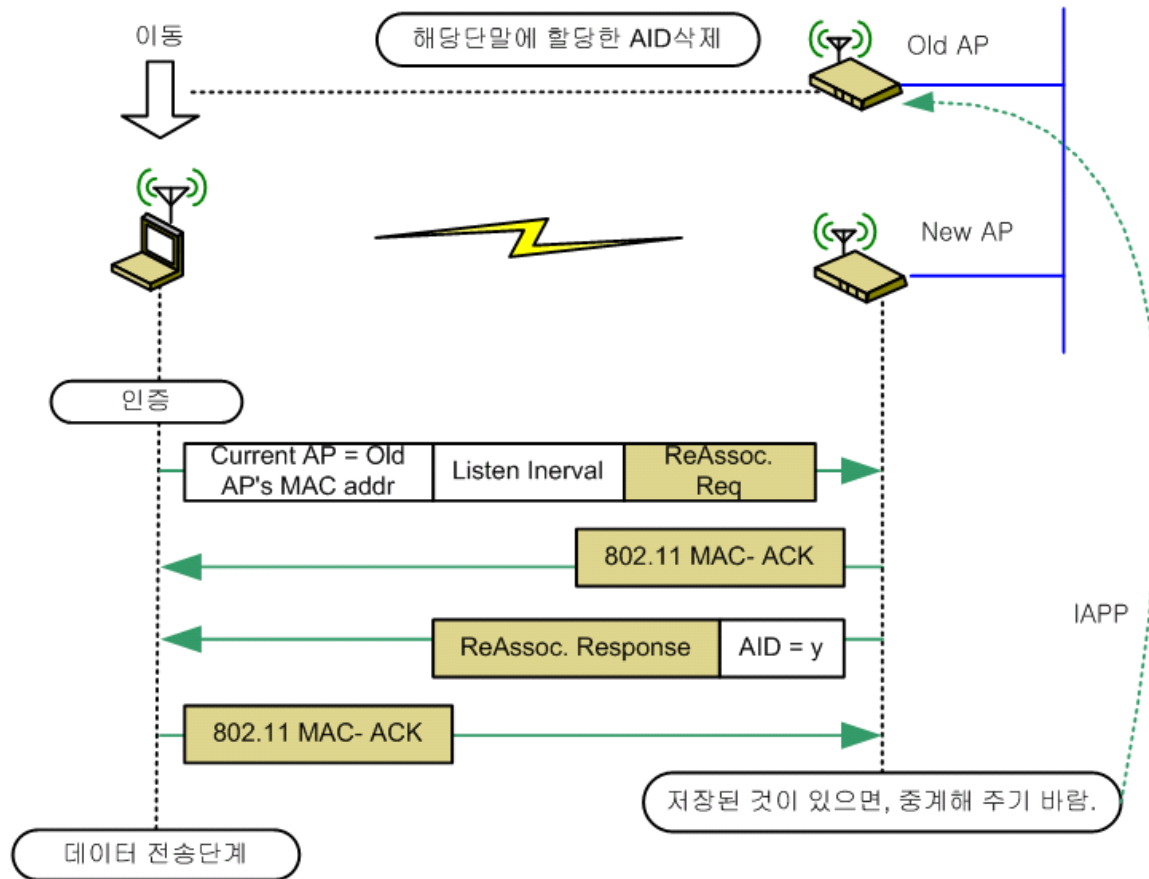 이동
해당단말에 할당한 AID삭제
Old AP
New AP
인증
Current AP = Old
AP's MAC addr
Listen Inerval
ReAssoc.
Req
802.11 MAC- ACK
IAPP
ReAssoc. Response
AID = y
802.11 MAC- ACK
저장된 것이 있으면, 중계해 주기 바람.
데이터 전송단계